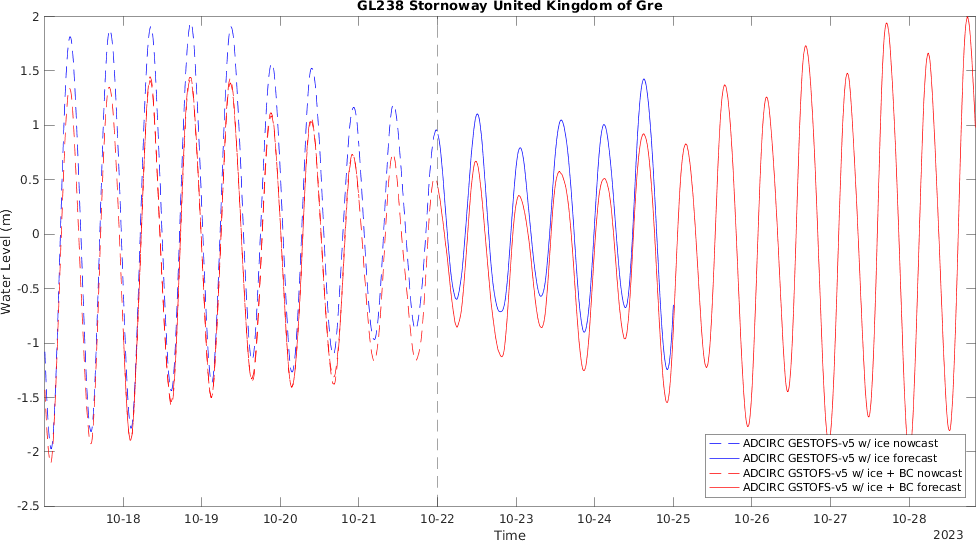 GL238 Stornoway United Kingdom of Gre
2
1.5
1
0.5
0
-0.5
-1
-1.5
-2
-2.5
Water Level (m)
10-18 10-19 10-20 10-21 10-22 10-23 10-24 10-25 10-26 10-27 10-28
Time
2023
ADCIRC GESTOFS-v5 w/ ice nowcast
ADCIRC GESTOFS-v5 w/ ice forecast
ADCIRC GSTOFS-v5 w/ ice + BC nowcast
ADCIRC GSTOFS-v5 w/ ice + BC forecast